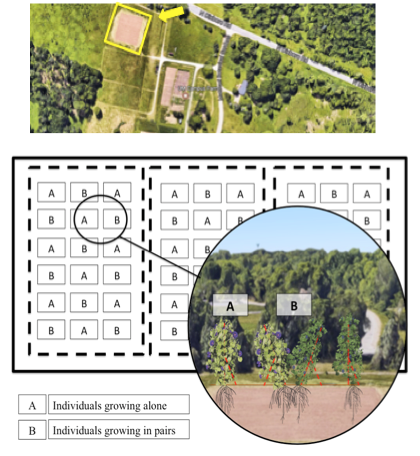 A B A A B A A B A
B A B B A B B
A B A A B
B A B B
A B A A
B A B B
A B
A Individuals growing alone
B Individuals growing in pairs